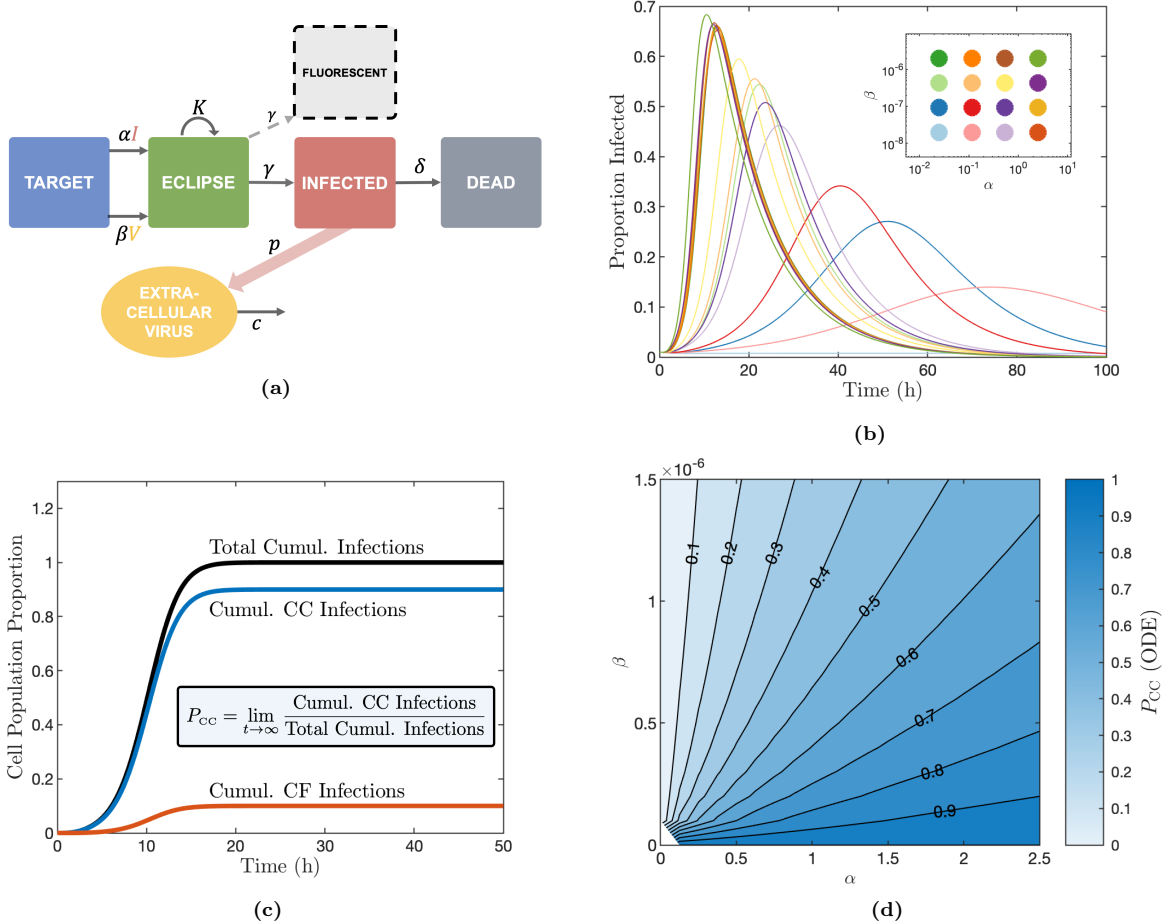 FLUORESCENT
K
γ
αI
TARGET
ECLIPSE
γ
INFECTED
δ
DEAD
βV
p
EXTRA-
CELLULAR
VIRUS
c
(a)
Proportion Infected
0.7
0.6
0.5
0.4
0.3
0.2
0.1
0
0 20 40 60 80 100
Time (h)
β
10⁻⁶
10⁻⁷
10⁻⁸
10⁻² 10⁻¹ 10⁰ 10¹
α
(b)
Cell Population Proportion
1.2
1
0.8
0.6
0.4
0.2
0
Total Cumul. Infections
Cumul. CC Infections
P_CC = lim t→∞ Cumul. CC Infections / Total Cumul. Infections
Cumul. CF Infections
0 10 20 30 40 50
Time (h)
(c)
×10⁻⁶
1.5
1
0.5
0
β
0.1 0.2 0.3 0.4 0.5 0.6 0.7 0.8 0.9
0 0.5 1 1.5 2 2.5
α
1
0.9
0.8
0.7
0.6
0.5
0.4
0.3
0.2
0.1
0
P_CC (ODE)
(d)